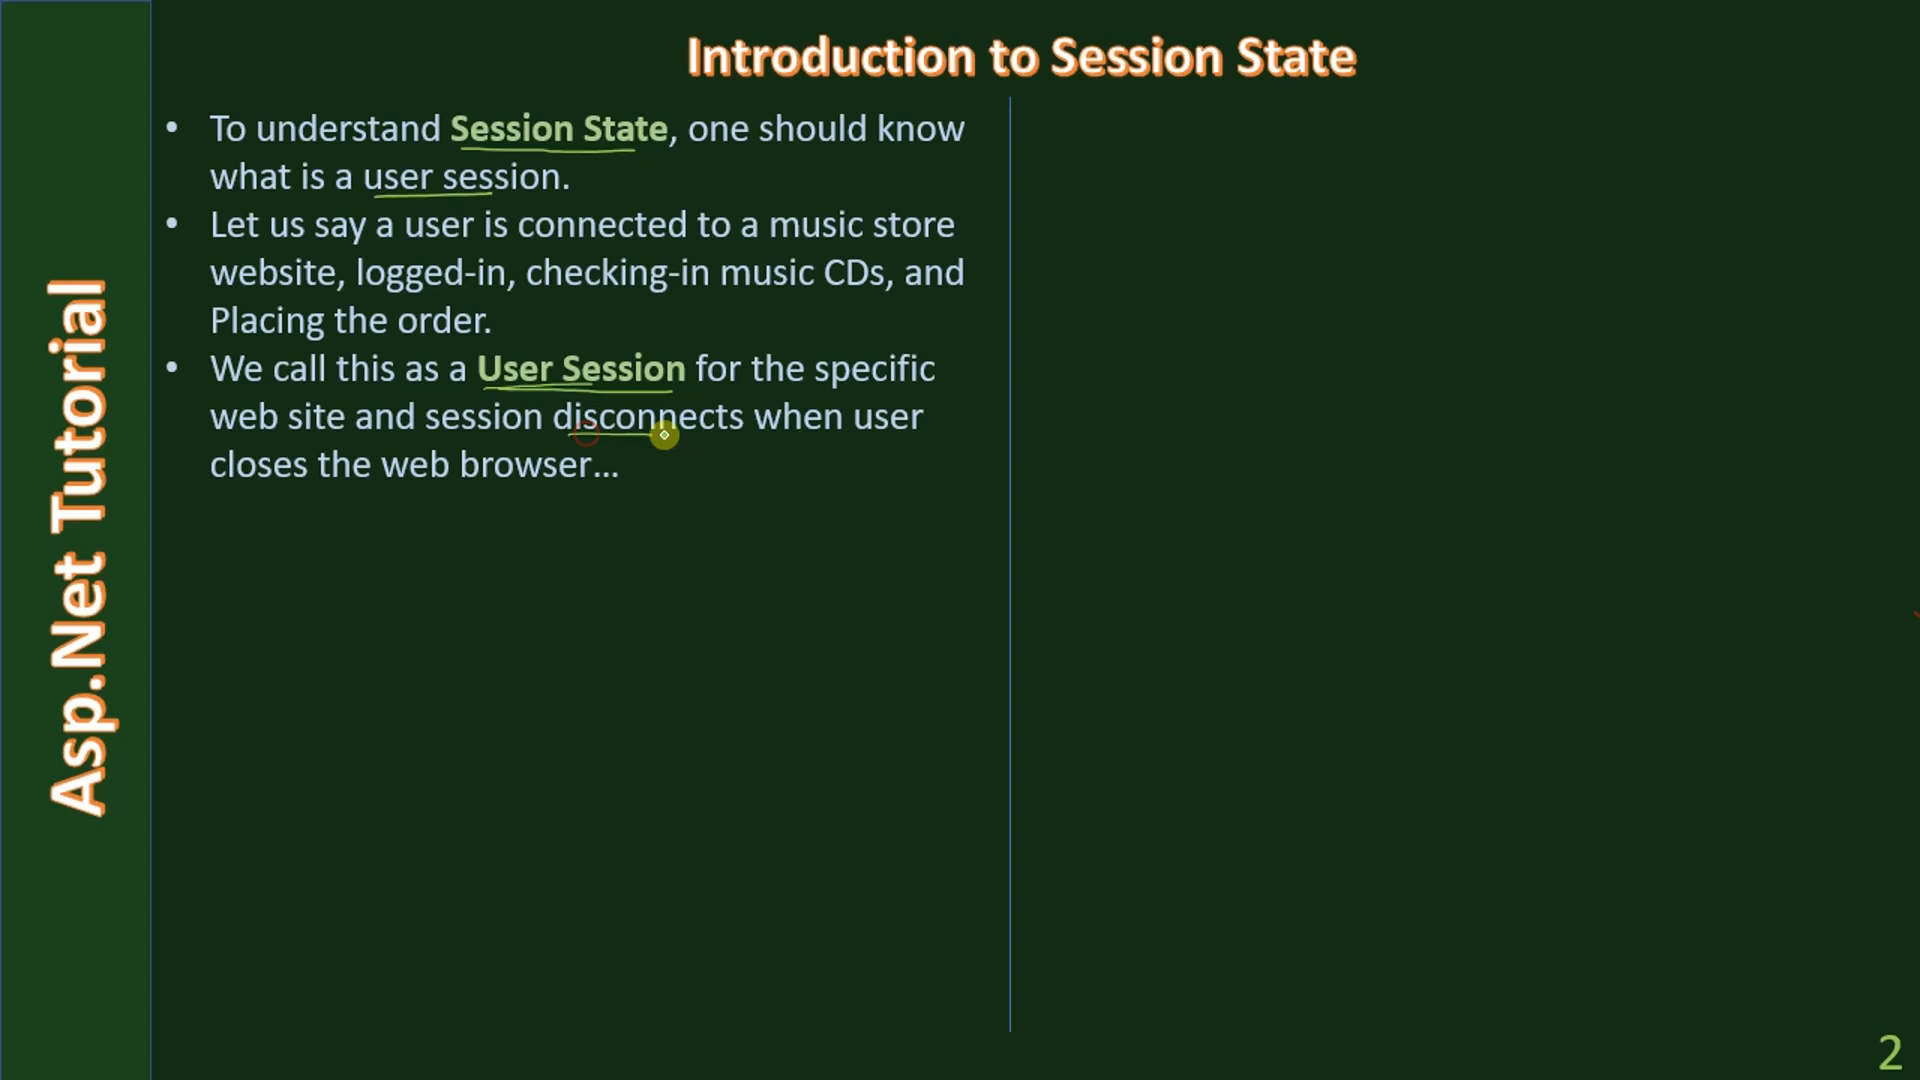 Introduction to Session State
• To understand Session State, one should know
what is a user session.
• Let us say a user is connected to a music store
website, logged-in, checking-in music CDs, and
Placing the order.
• We call this as a User Session for the specific
web site and session disconnects when user
closes the web browser...
Asp.Net Tutorial
2